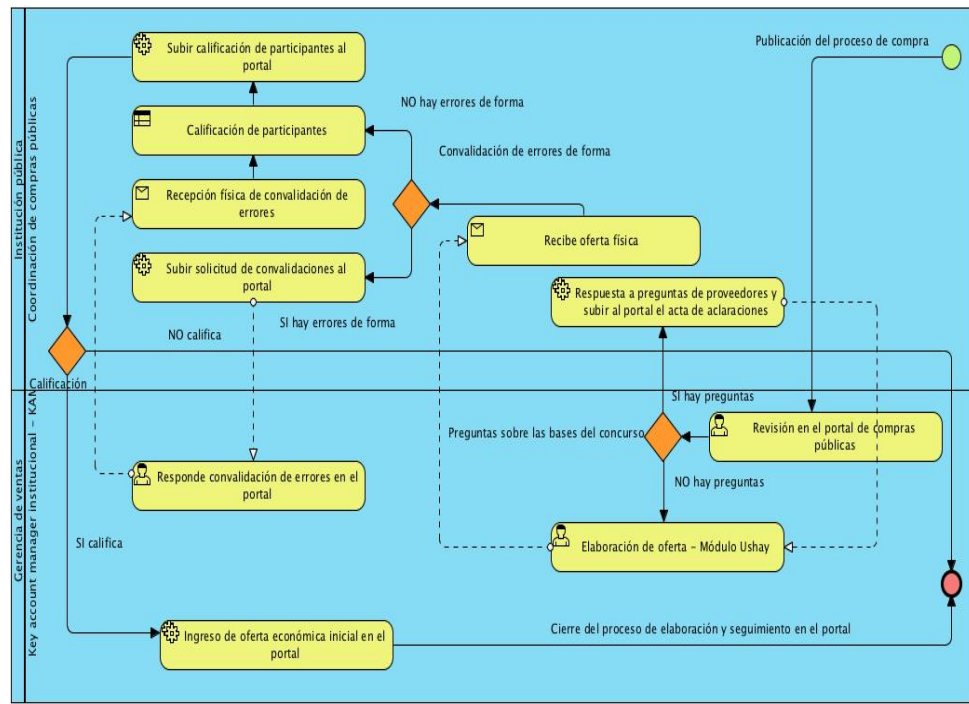 Institución pública
Coordinación de compras públicas
Subir calificación de participantes al
portal
Publicación del proceso de compra
NO hay errores de forma
Calificación de participantes
Convalidación de errores de forma
Recepción física de convalidación de
errores
Recibe oferta física
Subir solicitud de convalidaciones al
portal
Respuesta a preguntas de proveedores y
subir al portal el acta de aclaraciones
SI hay errores de forma
NO califica
Calificación
Gerencia de ventas
Key account manager institucional - KAM
SI hay preguntas
Preguntas sobre las bases del concurso
Revisión en el portal de compras
públicas
Responde convalidación de errores en el
portal
NO hay preguntas
SI califica
Elaboración de oferta - Módulo Ushay
Ingreso de oferta económica inicial en el
portal
Cierre del proceso de elaboración y seguimiento en el portal